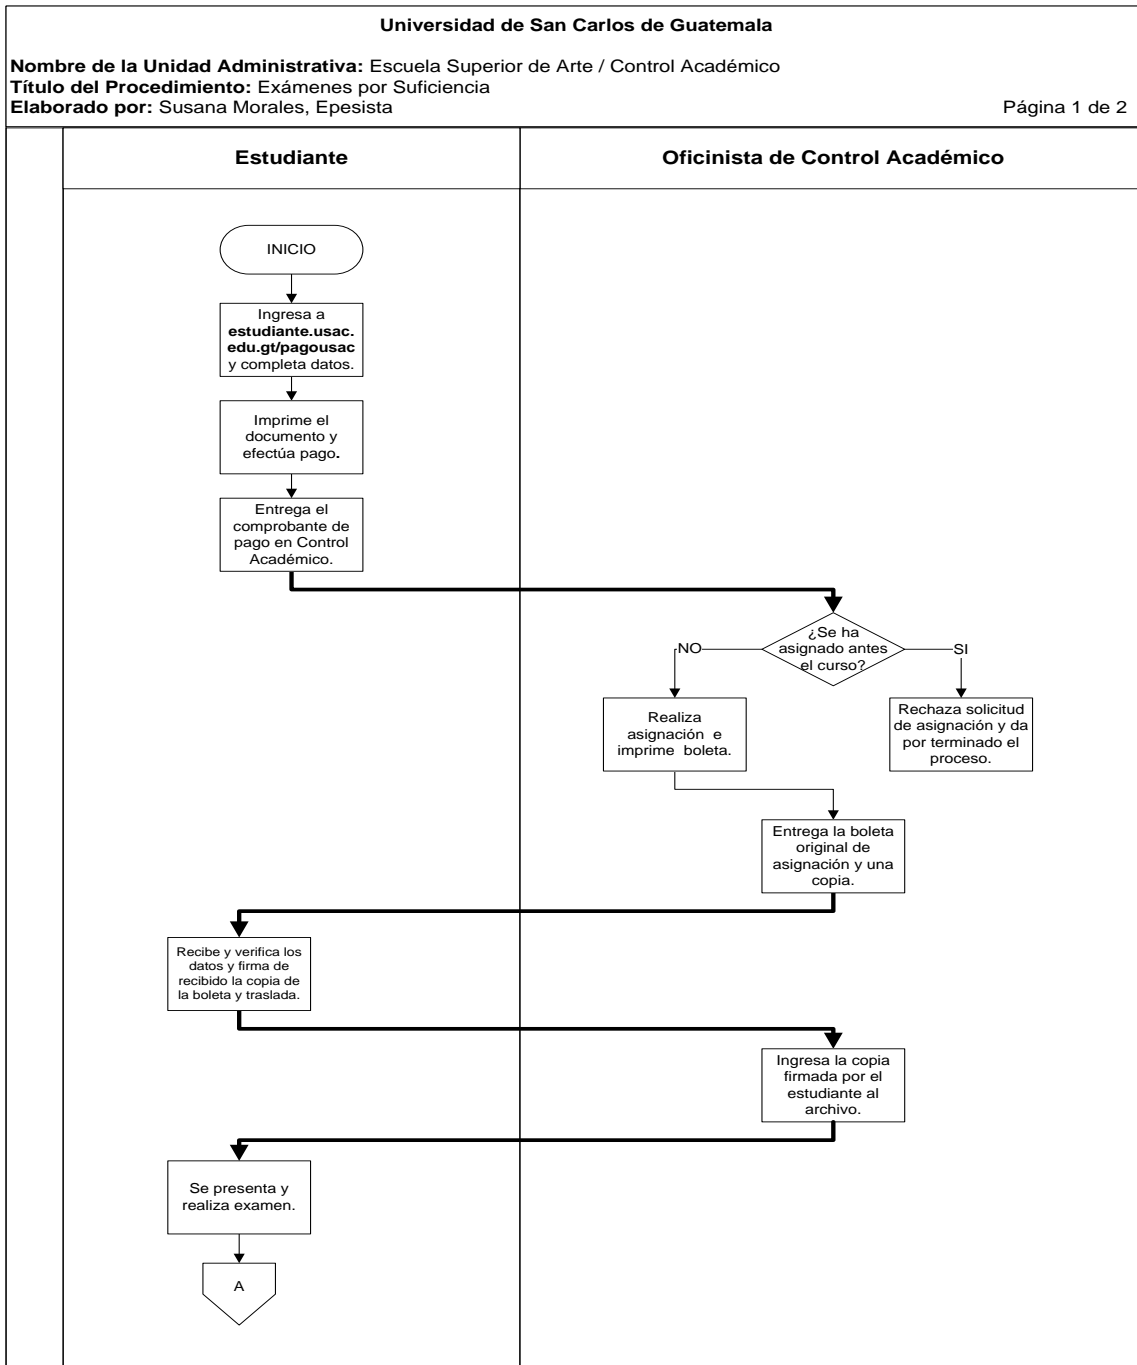 Universidad de San Carlos de Guatemala
Nombre de la Unidad Administrativa: Escuela Superior de Arte / Control Académico
Título del Procedimiento: Exámenes por Suficiencia
Elaborado por: Susana Morales, Epesista
Página 1 de 2
Estudiante
Oficinista de Control Académico
INICIO
Ingresa a
estudiante.usac.
edu.gt/pagousac
y completa datos.
Imprime el
documento y
efectúa pago.
Entrega el
comprobante de
pago en Control
Académico.
¿Se ha
asignado antes
el curso?
NO
SI
Realiza
asignación e
imprime boleta.
Rechaza solicitud
de asignación y da
por terminado el
proceso.
Entrega la boleta
original de
asignación y una
copia.
Recibe y verifica los
datos y firma de
recibido la copia de
la boleta y traslada.
Ingresa la copia
firmada por el
estudiante al
archivo.
Se presenta y
realiza examen.
A